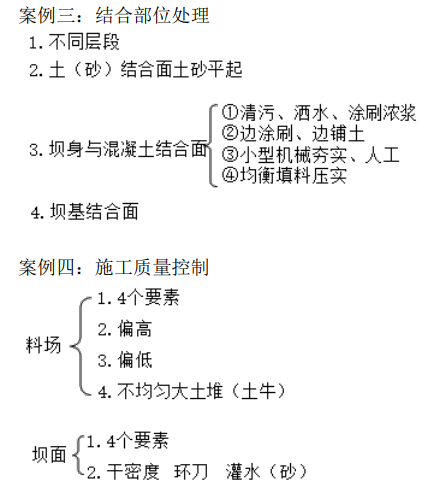 案例三：结合部位处理
1.不同层段
2.土（砂）结合面土砂平起
3.坝身与混凝土结合面
①清污、洒水、涂刷浓浆
②边涂刷、边铺土
③小型机械夯实、人工
④均衡填料压实
4.坝基结合面
案例四：施工质量控制
料场
1.4个要素
2.偏高
3.偏低
4.不均匀大土堆（土牛）
坝面
1.4个要素
2.干密度 环刀 灌水（砂）